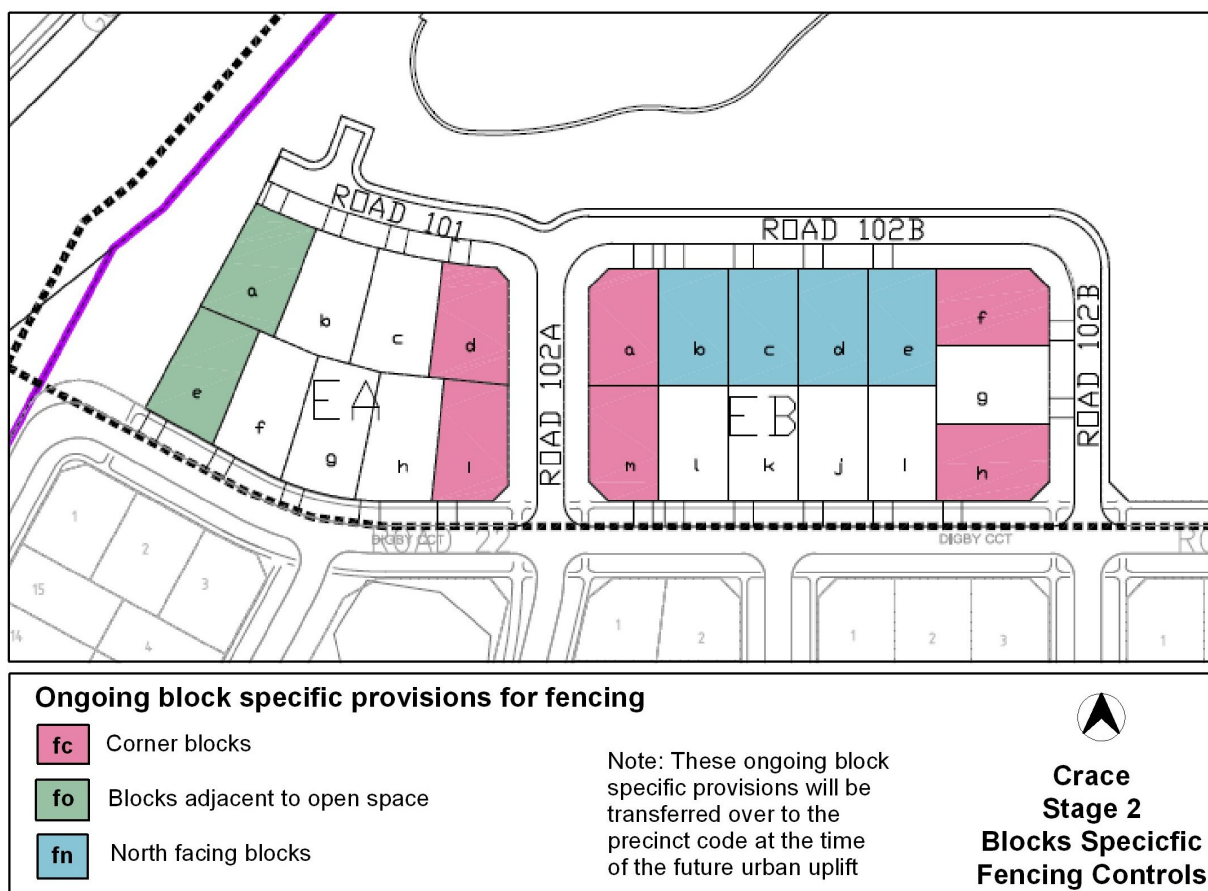 ROAD 101
ROAD 102B
a
b
c
d
a
b
c
d
e
f
ROAD 102A
ROAD 102B
e
f
g
h
l
EA
EB
g
m
l
k
j
l
h
ROAD 22
DIGBY CCT
DIGBY CCT
RO
1
2
3
15
14
4
1
2
1
2
3
1
Ongoing block specific provisions for fencing
fc Corner blocks
fo Blocks adjacent to open space
fn North facing blocks
Note: These ongoing block
specific provisions will be
transferred over to the
precinct code at the time
of the future urban uplift
Crace
Stage 2
Blocks Specicfic
Fencing Controls